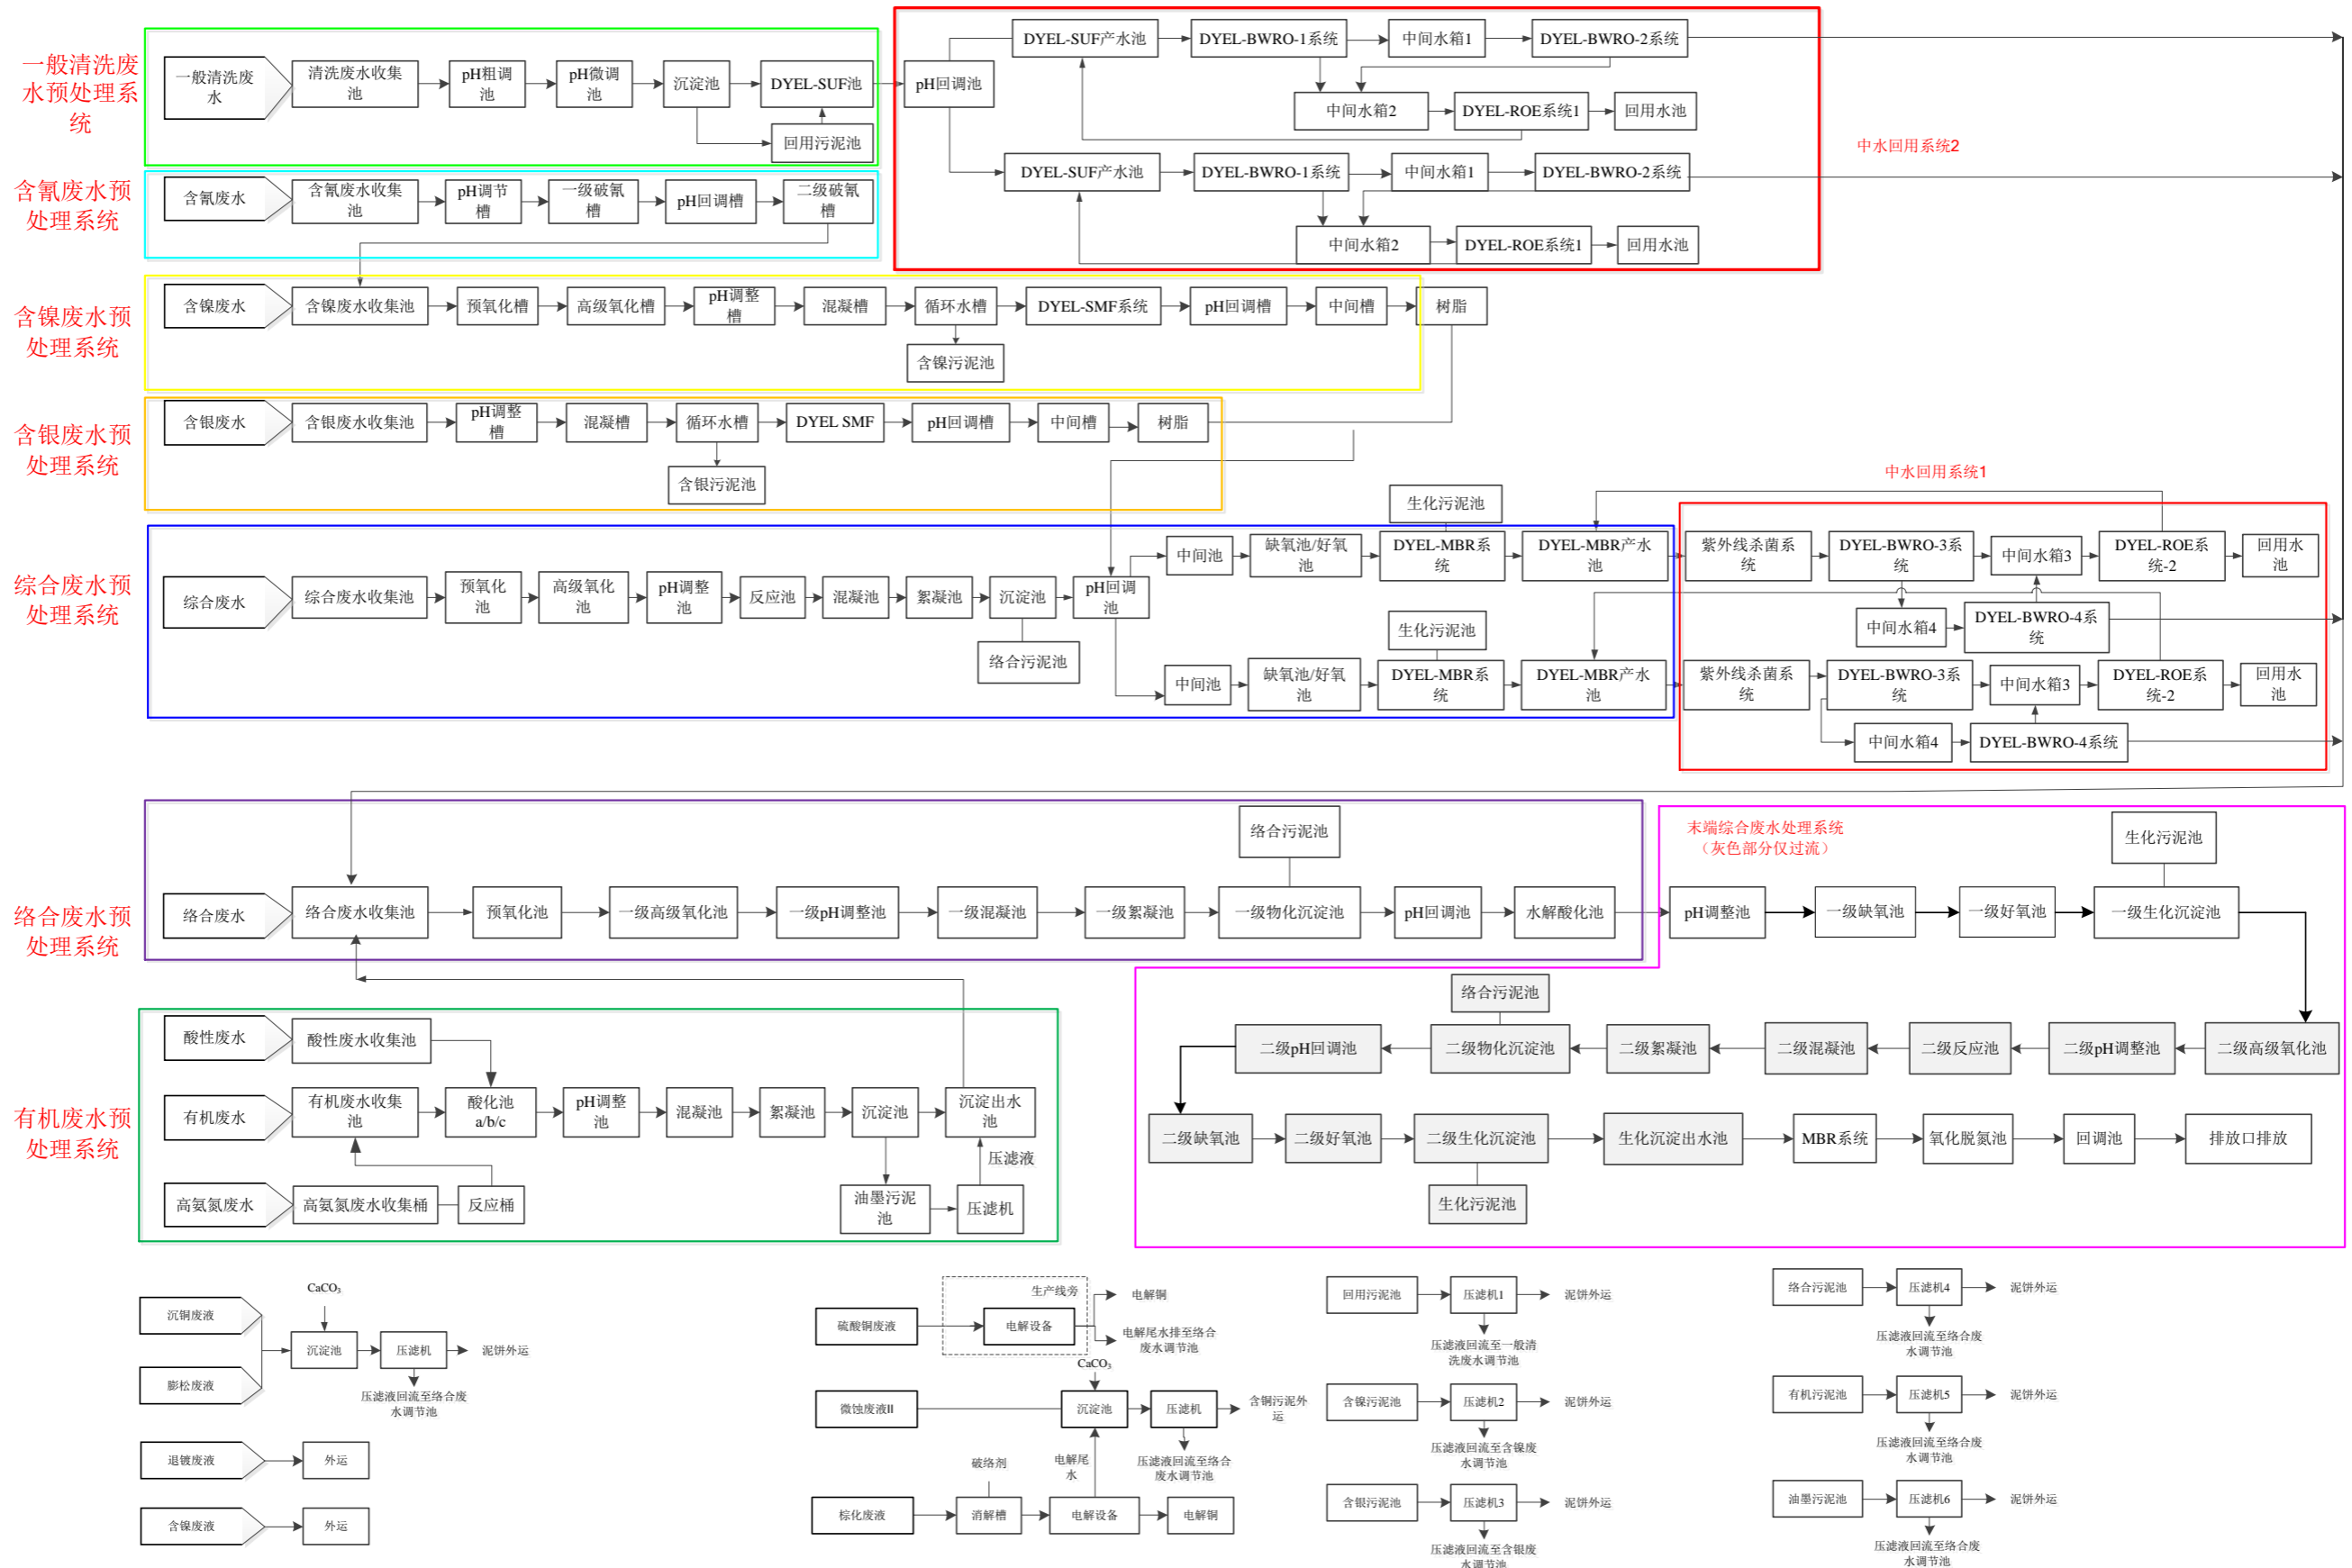 一般清洗废
水预处理系
统
一般清洗废
水
清洗废水收集
池
pH粗调
池
pH微调
池
沉淀池
DYEL-SUF池
回用污泥池
pH回调池
DYEL-SUF产水池
DYEL-BWRO-1系统
中间水箱1
DYEL-BWRO-2系统
中间水箱2
DYEL-ROE系统1
回用水池
DYEL-SUF产水池
DYEL-BWRO-1系统
中间水箱1
DYEL-BWRO-2系统
中间水箱2
DYEL-ROE系统1
回用水池
中水回用系统2
含氰废水预
处理系统
含氰废水
含氰废水收集
池
pH调节
槽
一级破氰
槽
pH回调槽
二级破氰
槽
含镍废水预
处理系统
含镍废水
含镍废水收集池
预氧化槽
高级氧化槽
pH调整
槽
混凝槽
循环水槽
DYEL-SMF系统
pH回调槽
中间槽
树脂
含镍污泥池
含银废水预
处理系统
含银废水
含银废水收集池
pH调整
槽
混凝槽
循环水槽
DYEL SMF
pH回调槽
中间槽
树脂
含银污泥池
中水回用系统1
综合废水预
处理系统
综合废水
综合废水收集池
预氧化
池
高级氧化
池
pH调整
池
反应池
混凝池
絮凝池
沉淀池
络合污泥池
pH回调
池
中间池
缺氧池/好氧
池
生化污泥池
DYEL-MBR系
统
DYEL-MBR产水
池
紫外线杀菌系
统
DYEL-BWRO-3系
统
中间水箱3
DYEL-ROE系
统-2
回用水
池
中间水箱4
DYEL-BWRO-4系
统
中间池
缺氧池/好氧
池
生化污泥池
DYEL-MBR系
统
DYEL-MBR产水
池
紫外线杀菌系
统
DYEL-BWRO-3系
统
中间水箱3
DYEL-ROE系
统-2
回用水
池
中间水箱4
DYEL-BWRO-4系统
络合废水预
处理系统
络合废水
络合废水收集池
预氧化池
一级高级氧化池
一级pH调整池
一级混凝池
一级絮凝池
络合污泥池
一级物化沉淀池
pH回调池
水解酸化池
末端综合废水处理系统
（灰色部分仅过流）
pH调整池
一级缺氧池
一级好氧池
生化污泥池
一级生化沉淀池
络合污泥池
二级pH回调池
二级物化沉淀池
二级絮凝池
二级混凝池
二级反应池
二级pH调整池
二级高级氧化池
二级缺氧池
二级好氧池
二级生化沉淀池
生化沉淀出水池
MBR系统
氧化脱氮池
回调池
排放口排放
生化污泥池
有机废水预
处理系统
酸性废水
酸性废水收集池
有机废水
有机废水收集
池
酸化池
a/b/c
pH调整
池
混凝池
絮凝池
沉淀池
沉淀出水
池
压滤液
高氨氮废水
高氨氮废水收集桶
反应桶
油墨污泥
池
压滤机
CaCO₃
沉铜废液
膨松废液
沉淀池
压滤机
泥饼外运
压滤液回流至络合废
水调节池
退镀废液
外运
含镍废液
外运
生产线旁
硫酸铜废液
电解设备
电解铜
电解尾水排至络合
废水调节池
CaCO₃
微蚀废液II
沉淀池
压滤机
含铜污泥外
运
压滤液回流至络合
废水调节池
电解尾
水
破络剂
棕化废液
消解槽
电解设备
电解铜
回用污泥池
压滤机1
泥饼外运
压滤液回流至一般清
洗废水调节池
含镍污泥池
压滤机2
泥饼外运
压滤液回流至含镍废
水调节池
含银污泥池
压滤机3
泥饼外运
压滤液回流至含银废
水调节池
络合污泥池
压滤机4
泥饼外运
压滤液回流至络合废
水调节池
有机污泥池
压滤机5
泥饼外运
压滤液回流至络合废
水调节池
油墨污泥池
压滤机6
泥饼外运
压滤液回流至络合废
水调节池